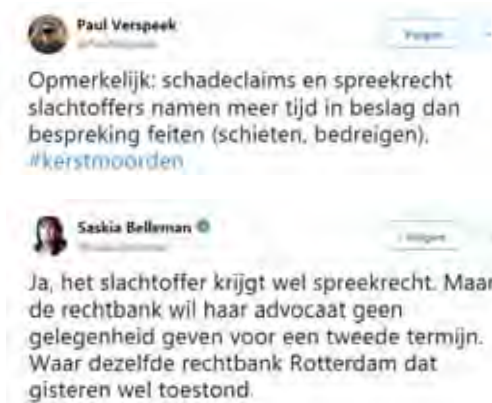 Paul Verspeek
Volgen
Opmerkelijk: schadeclaims en spreekrecht
slachtoffers namen meer tijd in beslag dan
bespreking feiten (schieten, bedreigen).
#kerstmoorden
Saskia Belleman
Ja, het slachtoffer krijgt wel spreekrecht. Maar
de rechtbank wil haar advocaat geen
gelegenheid geven voor een tweede termijn.
Waar dezelfde rechtbank Rotterdam dat
gisteren wel toestond.